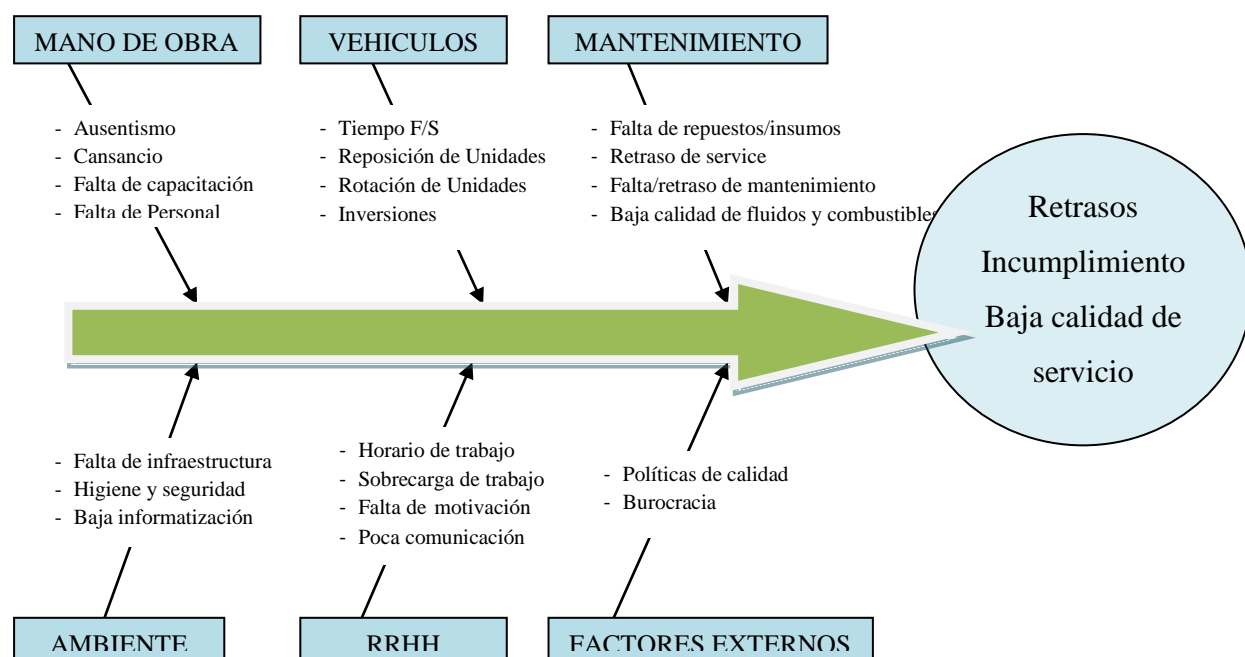 MANO DE OBRA
- Ausentismo
- Cansancio
- Falta de capacitación
- Falta de Personal
VEHICULOS
- Tiempo F/S
- Reposición de Unidades
- Rotación de Unidades
- Inversiones
MANTENIMIENTO
- Falta de repuestos/insumos
- Retraso de service
- Falta/retraso de mantenimiento
- Baja calidad de fluidos y combustibles
Retrasos
Incumplimiento
Baja calidad de
servicio
- Falta de infraestructura
- Higiene y seguridad
- Baja informatización
AMBIENTE
- Horario de trabajo
- Sobrecarga de trabajo
- Falta de motivación
- Poca comunicación
RRHH
- Políticas de calidad
- Burocracia
FACTORES EXTERNOS